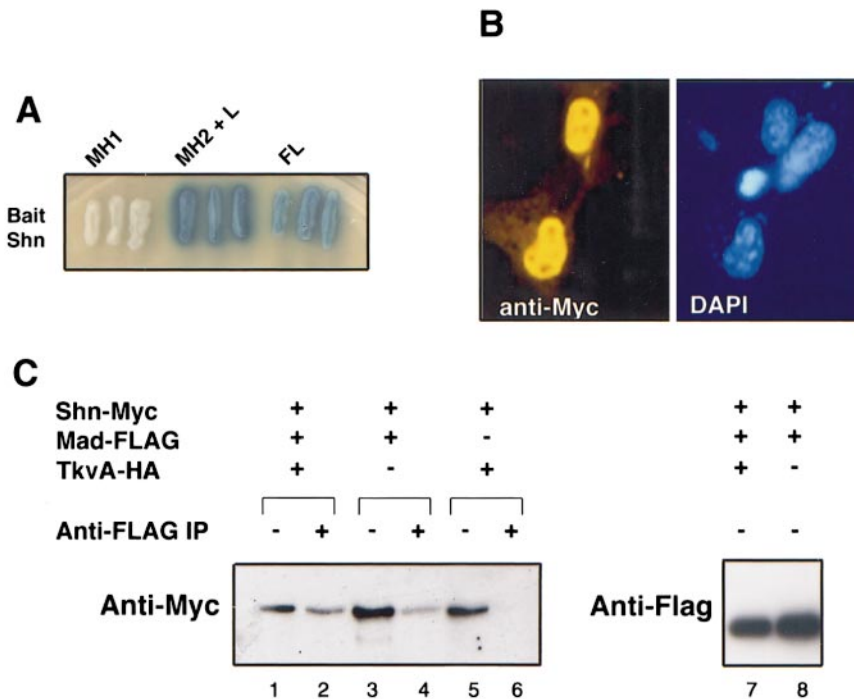 B
A
MH1
MH2 + L
FL
Bait
Shn
anti-Myc
DAPI
C
Shn-Myc + + + + +
Mad-FLAG + + - + +
TkvA-HA + - + + -
Anti-FLAG IP - + - + - + - -
Anti-Myc
Anti-Flag
1 2 3 4 5 6 7 8